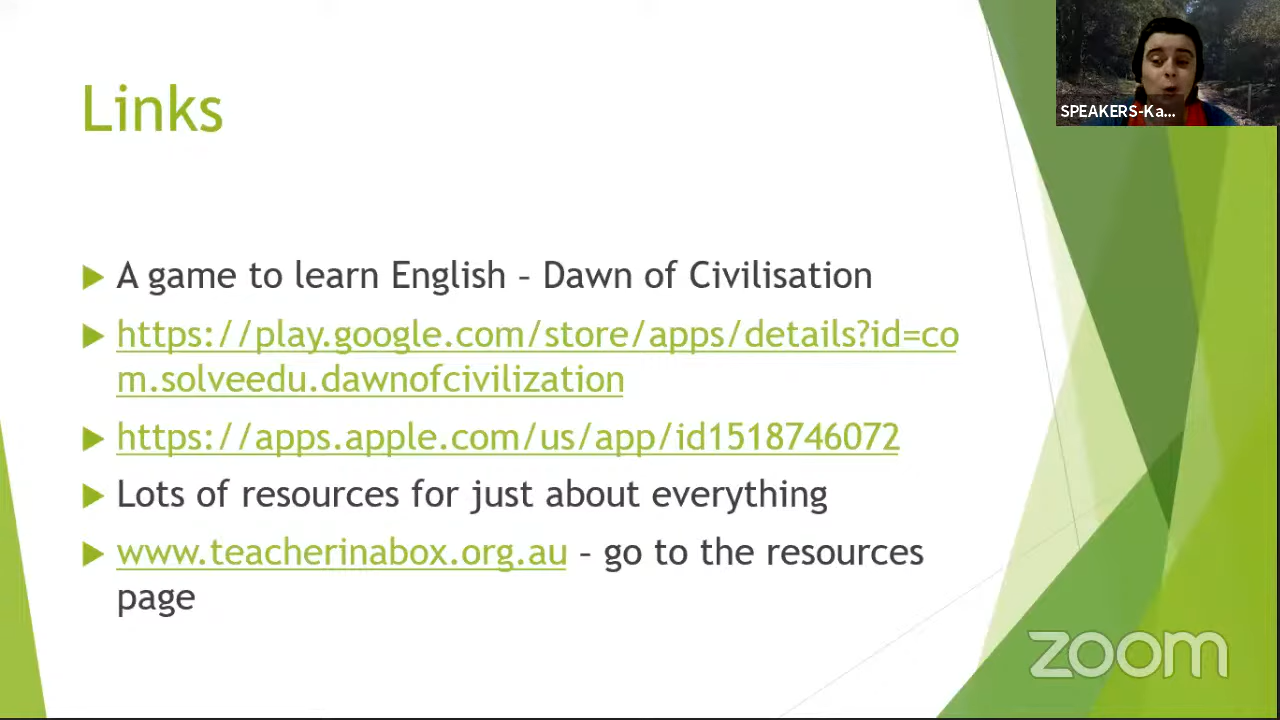 Links
SPEAKERS-Ka...
A game to learn English – Dawn of Civilisation
https://play.google.com/store/apps/details?id=co
m.solveedu.dawnofcivilization
https://apps.apple.com/us/app/id1518746072
Lots of resources for just about everything
www.teacherinabox.org.au – go to the resources
page
zoom